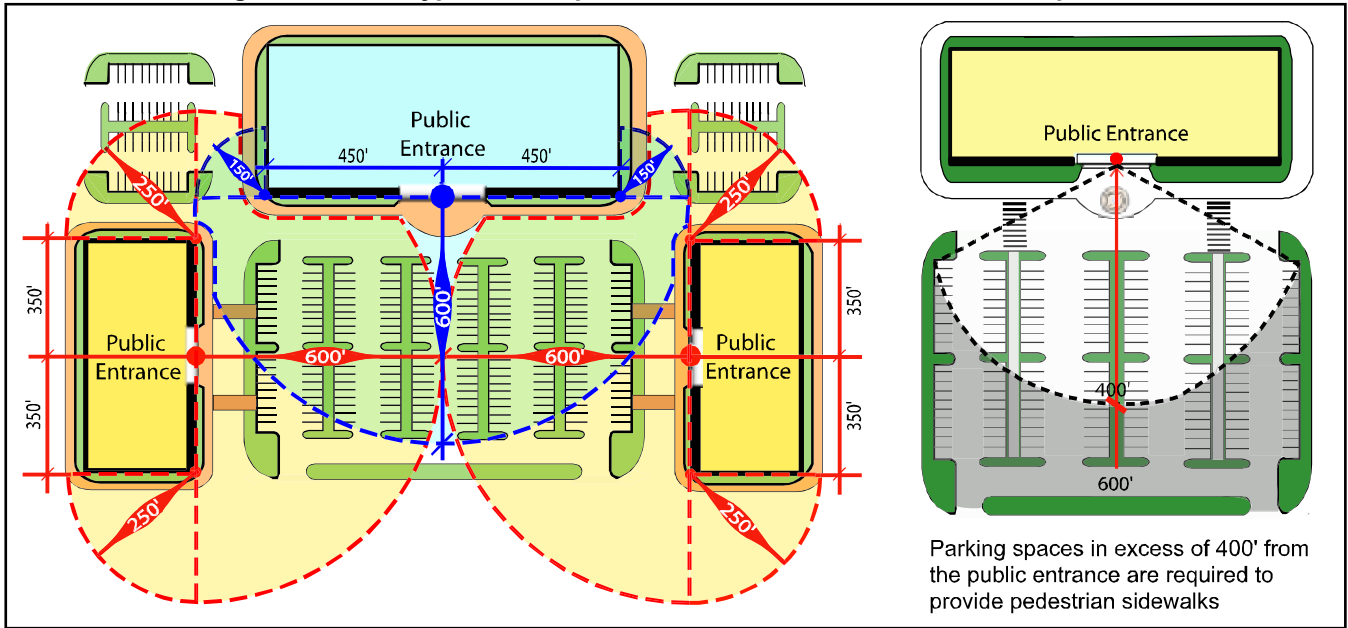 Public
Entrance
450'
450'
150'
150'
250'
250'
350'
350'
600'
Public
Entrance
600'
600'
Public
Entrance
350'
350'
250'
250'
Public Entrance
400'
600'
Parking spaces in excess of 400' from
the public entrance are required to
provide pedestrian sidewalks